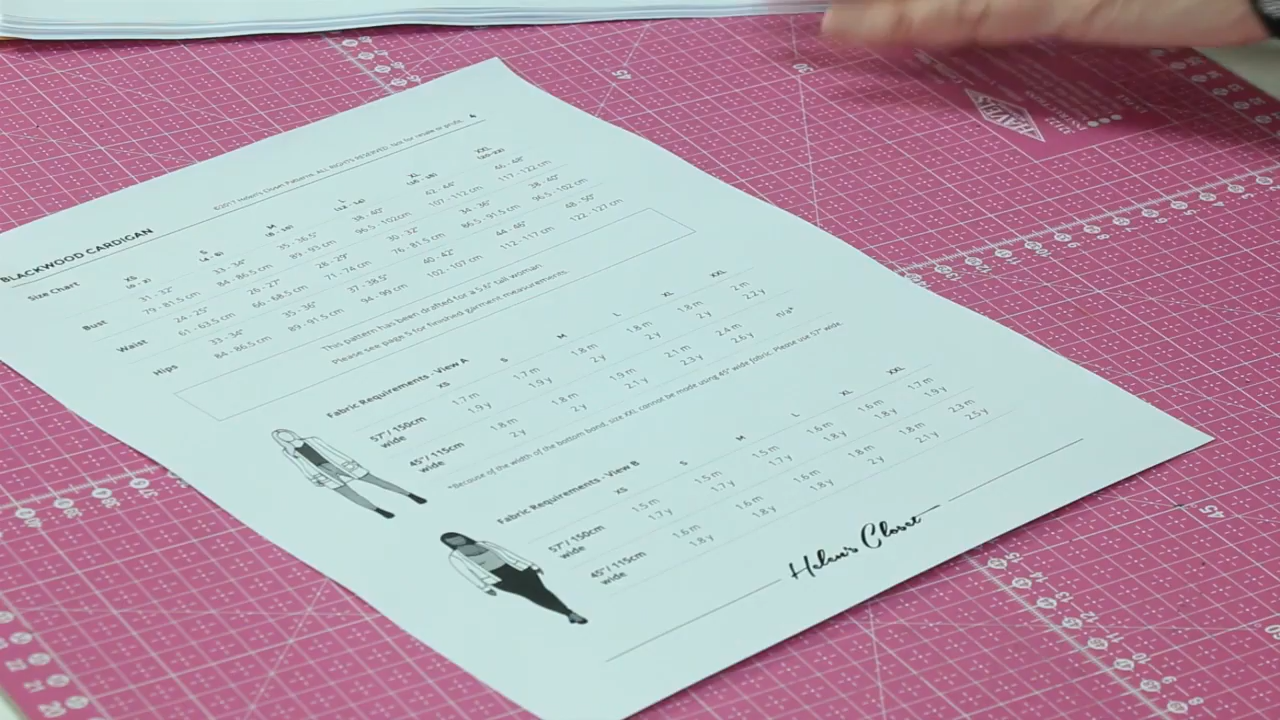 4
©2017 Helen's Closet Patterns. ALL RIGHTS RESERVED. Not for resale or profit.
BLACKWOOD CARDIGAN
Size Chart XS S M L XL XXL
Bust 31 - 32" 33 - 34" 35 - 36.5" 38 - 40" 42 - 44" 46 - 48"
79 - 81.5 cm 84 - 86.5 cm 89 - 93 cm 96.5 - 102cm 107 - 112 cm 117 - 122 cm
Waist 24 - 25" 26 - 27" 28 - 29" 30 - 32" 34 - 36" 38 - 40"
61 - 63.5 cm 66 - 68.5 cm 71 - 74 cm 76 - 81.5 cm 86.5 - 91.5 cm 96.5 - 102 cm
Hips 33 - 34" 35 - 36" 37 - 38.5" 40 - 42" 44 - 46" 48 - 50"
84 - 86.5 cm 89 - 91.5 cm 94 - 99 cm 102 - 107 cm 112 - 117 cm 122 - 127 cm
This pattern has been drafted for a 5'6" tall woman.
Please see page 5 for finished garment measurements.
Fabric Requirements - View A
XS S M L XL XXL
57"/ 150cm wide 1.7 m 1.7 m 1.8 m 1.8 m 1.8 m 2 m
1.9 y 1.9 y 2 y 2 y 2 y 2.2 y
45"/ 115cm wide 1.8 m 1.8 m 1.9 m 2.1 m 2.4 m n/a*
2 y 2 y 2.1 y 2.3 y 2.6 y
*Because of the width of the bottom band, size XXL cannot be made using 45" wide fabric. Please use 57" wide
Fabric Requirements - View B
XS S M L XL XXL
57"/ 150cm wide 1.5 m 1.5 m 1.5 m 1.6 m 1.6 m 1.7 m
1.7 y 1.7 y 1.7 y 1.8 y 1.8 y 1.9 y
45"/ 115cm wide 1.6 m 1.6 m 1.6 m 1.8 m 1.8 m 2.3 m
1.8 y 1.8 y 1.8 y 2 y 2.1 y 2.5 y
Helen's Closet
HAVEL'S